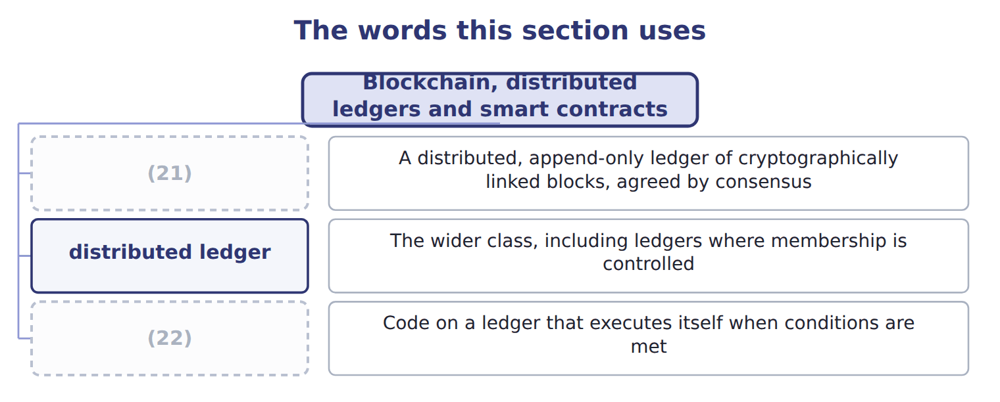 The words this section uses
Blockchain, distributed
ledgers and smart contracts
(21)
A distributed, append-only ledger of cryptographically
linked blocks, agreed by consensus
distributed ledger
The wider class, including ledgers where membership is
controlled
(22)
Code on a ledger that executes itself when conditions are
met